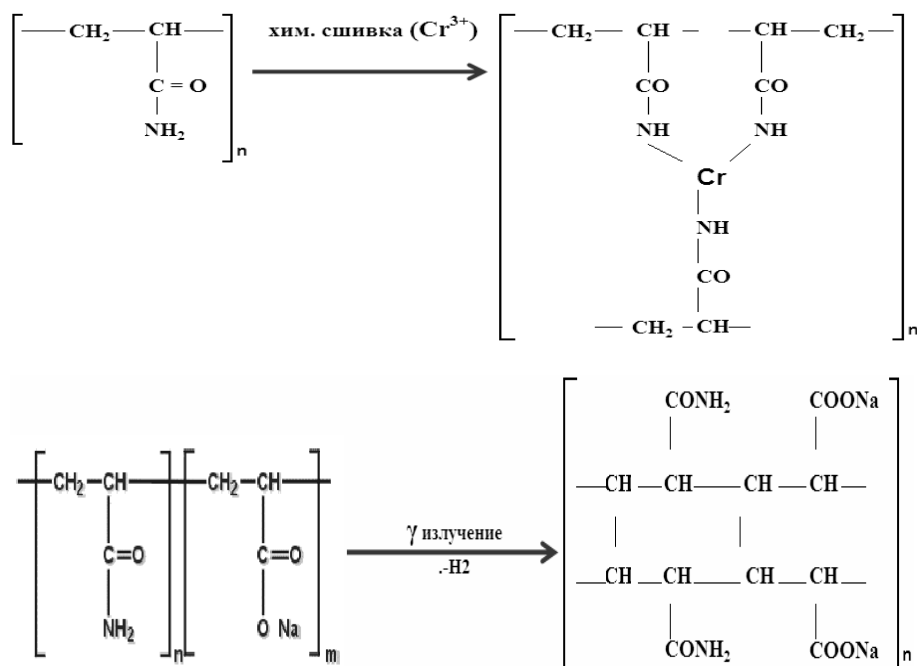 CH₂ CH хим. сшивка (Cr³⁺) CH₂ CH CH CH₂
C = O CO CO
NH₂ NH NH
n
Cr
NH
CO
CH₂ CH
n
CONH₂ COONa
CH₂ CH CH₂ CH CH CH CH CH
γ излучение
.-H2
C=O C=O CH CH CH CH
NH₂ O Na
n m
CONH₂ COONa
n